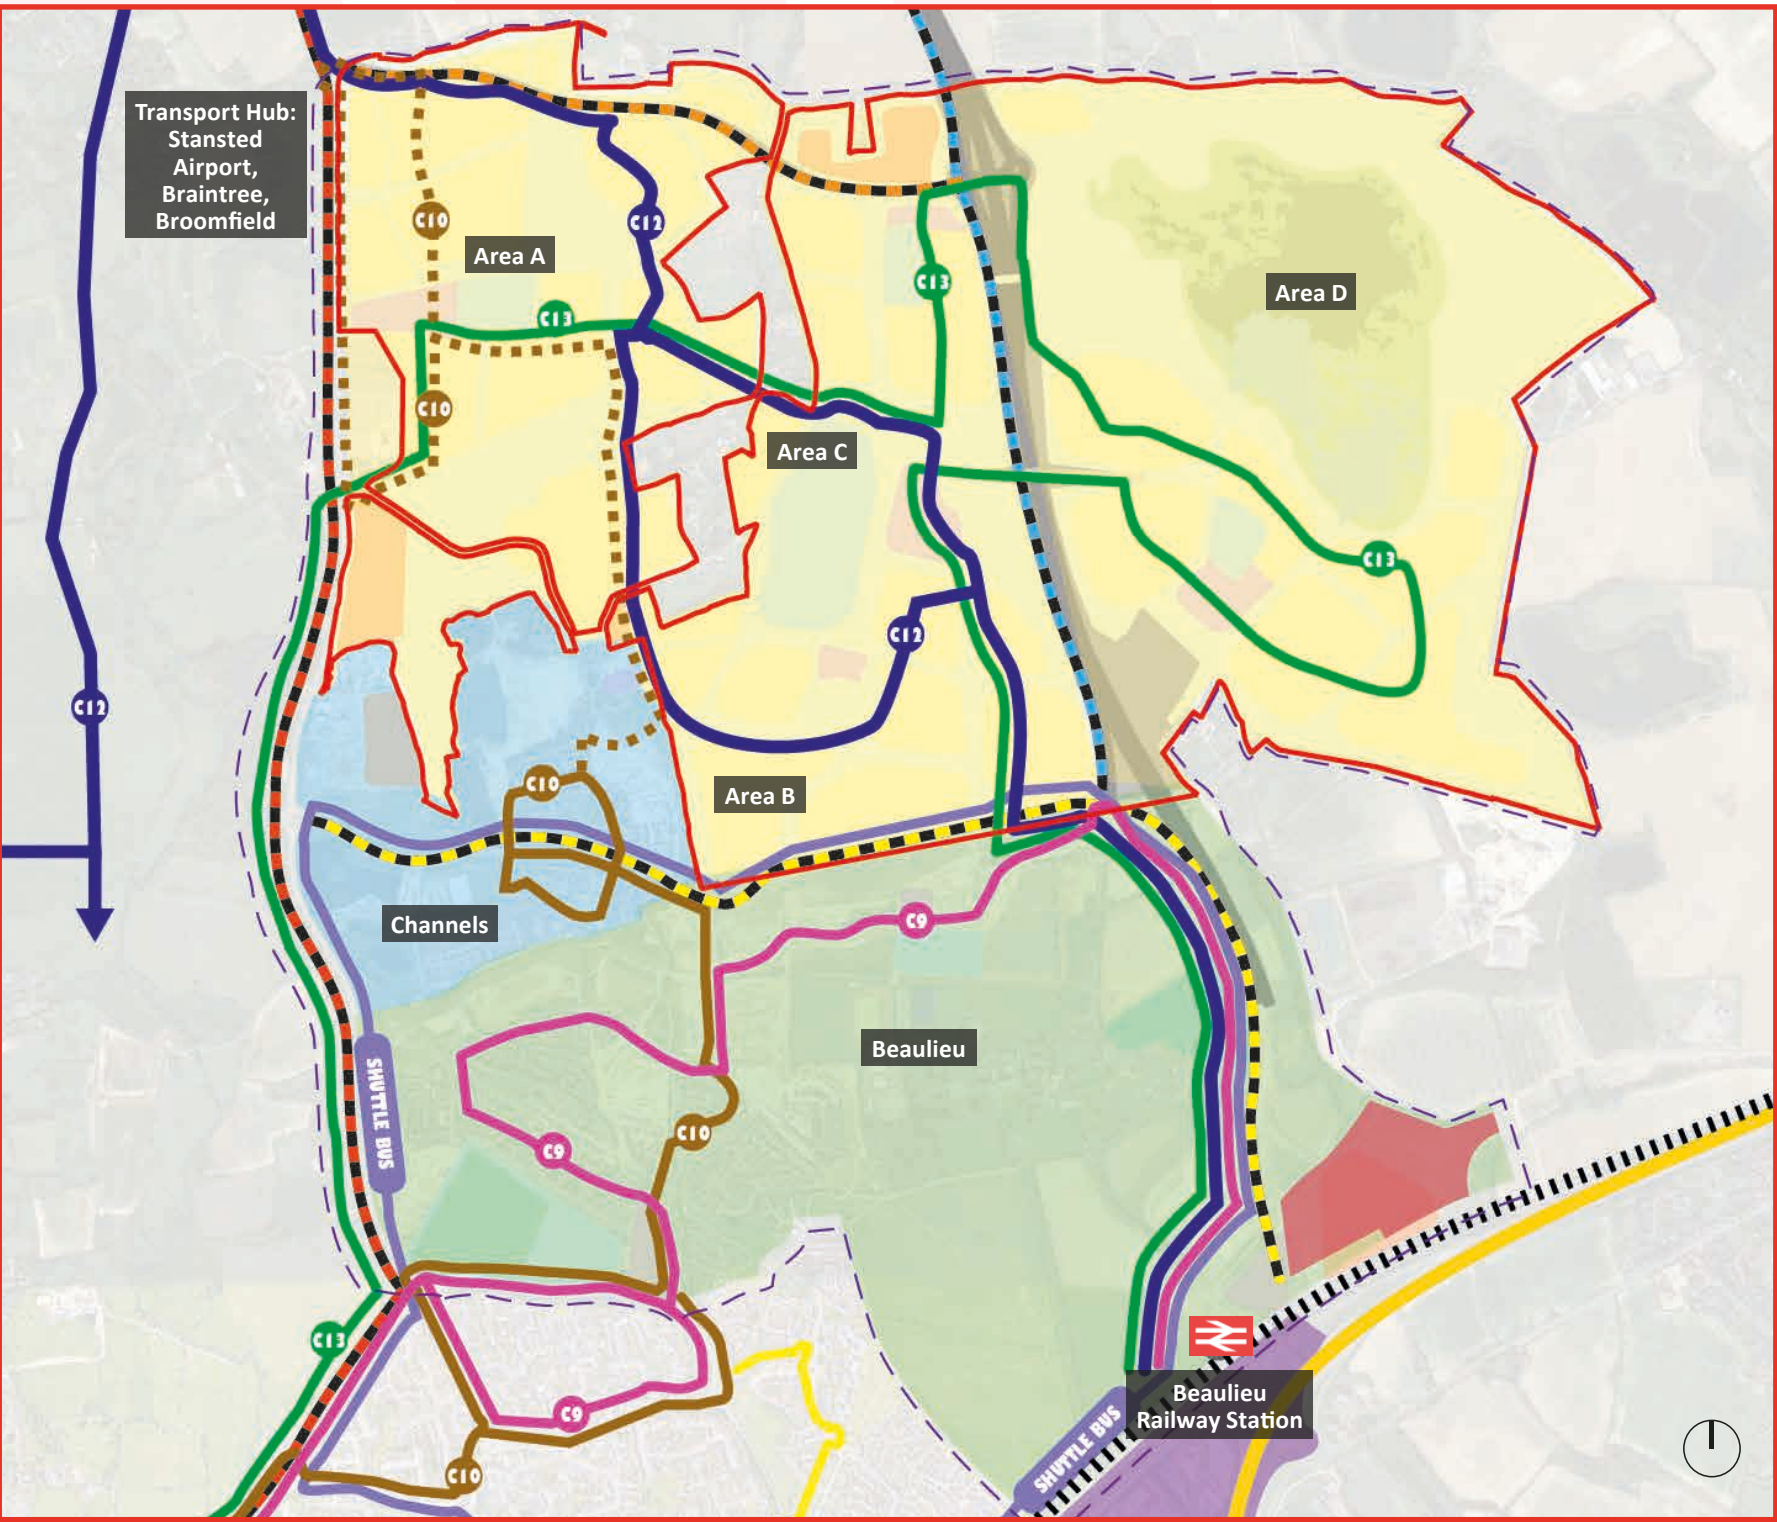 Transport Hub:
Stansted
Airport,
Braintree,
Broomfield
C10
C12
Area A
C13
Area D
C13
C10
Area C
C13
C12
C12
C10
Area B
Channels
C9
Beaulieu
SHUTTLE BUS
C10
C9
C13
Beaulieu
Railway Station
C9
SHUTTLE BUS
C10